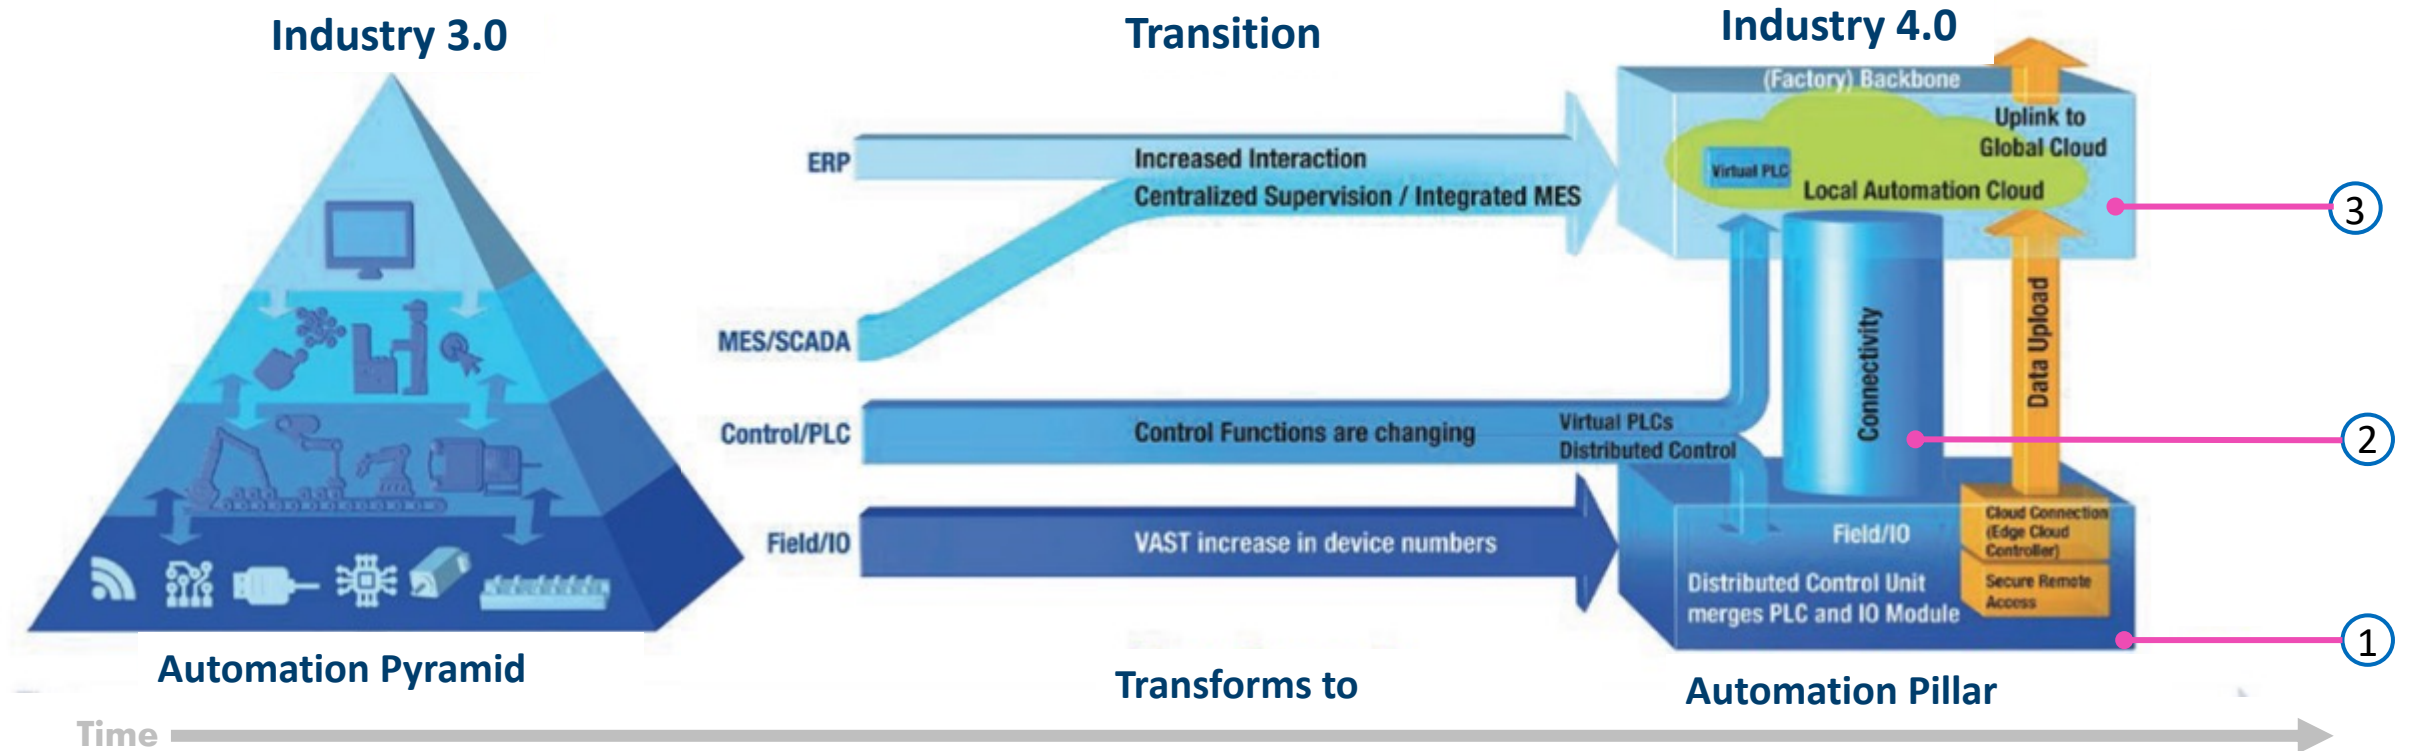 Industry 3.0
Transition
Industry 4.0
(Factory) Backbone
Uplink to
Global Cloud
Virtual PLC
Local Automation Cloud
ERP
Increased Interaction
Centralized Supervision / Integrated MES
3
MES/SCADA
Connectivity
Data Upload
Control/PLC
Control Functions are changing
Virtual PLCs
Distributed Control
2
Field/IO
VAST increase in device numbers
Field/IO
Distributed Control Unit
merges PLC and IO Module
Cloud Connection
(Edge Cloud
Controller)
Secure Remote
Access
1
Automation Pyramid
Transforms to
Automation Pillar
Time